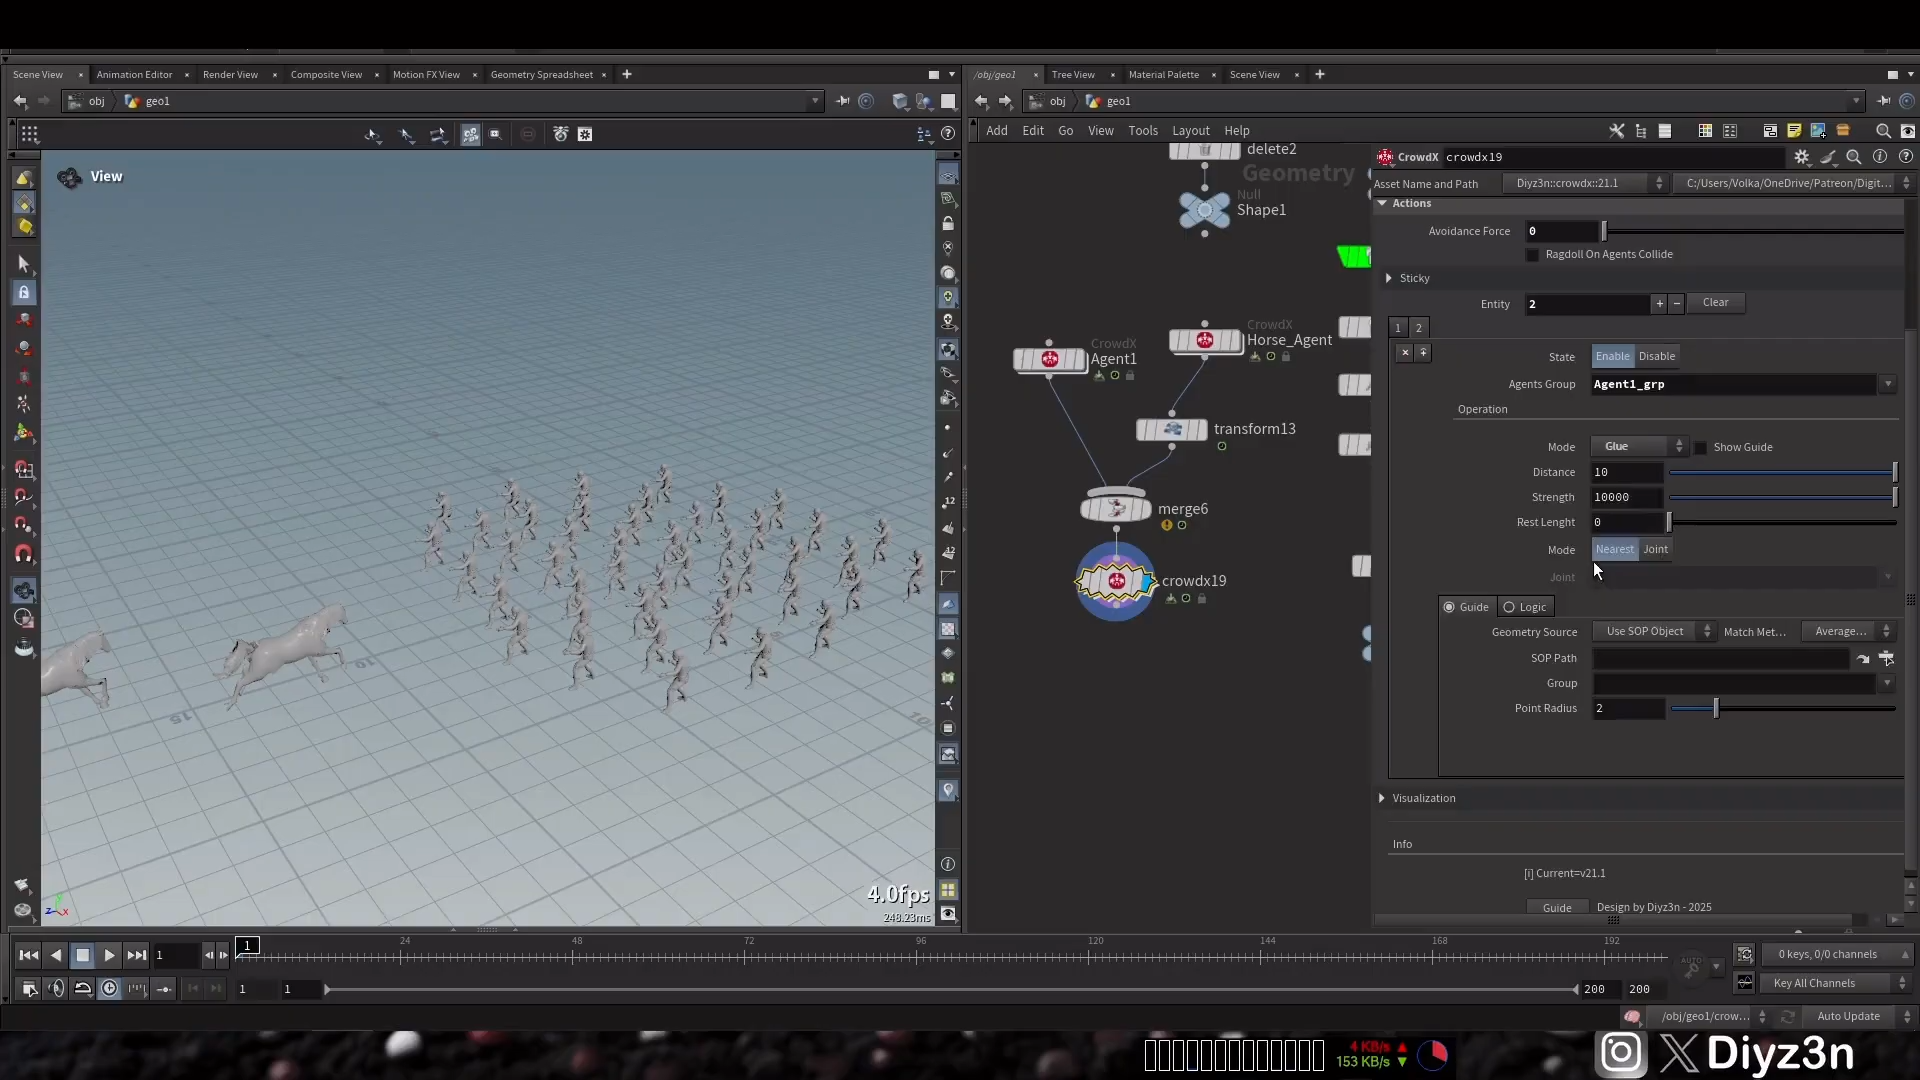 Scene View
Animation Editor
Render View
Composite View
Motion FX View
Geometry Spreadsheet
/obj/geo1
Tree View
Material Palette
Scene View
obj
geo1
obj
geo1
Add
Edit
Go
View
Tools
Layout
Help
View
delete2
Geometry
Null
Shape1
CrowdX
Agent1
CrowdX
Horse_Agent
transform13
merge6
crowdx19
10
15
10
12
12
4.0fps
248.23ms
CrowdX
crowdx19
Asset Name and Path
Diyz3n::crowdx::21.1
C:/Users/Volka/OneDrive/Patreon/Digit...
Actions
Avoidance Force
0
Ragdoll On Agents Collide
Sticky
Entity
2
+
−
Clear
1
2
State
Enable
Disable
Agents Group
Agent1_grp
Operation
Mode
Glue
Show Guide
Distance
10
Strength
10000
Rest Lenght
0
Mode
Nearest
Joint
Joint
Guide
Logic
Geometry Source
Use SOP Object
Match Met...
Average...
SOP Path
Group
Point Radius
2
Visualization
Info
[i] Current=v21.1
Guide
Design by Diyz3n - 2025
1
1
24
48
72
96
120
144
168
192
AUTO
0 keys, 0/0 channels
1
1
200
200
Key All Channels
/obj/geo1/crow...
Auto Update
4 KB/s
153 KB/s
Diyz3n